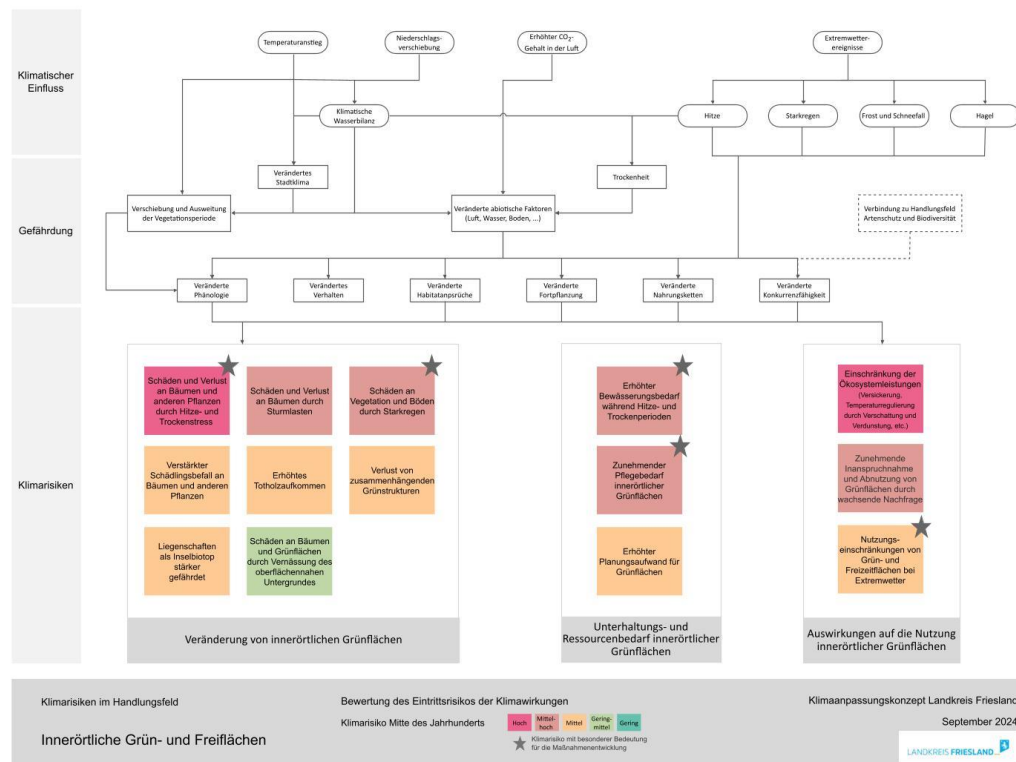 Klimatischer
Einfluss
Temperaturanstieg
Niederschlags-
verschiebung
Erhöhter CO₂-
Gehalt in der Luft
Extremwetter-
ereignisse
Klimatische
Wasserbilanz
Hitze
Starkregen
Frost und Schneefall
Hagel
Gefährdung
Verändertes
Stadtklima
Trockenheit
Verschiebung und Ausweitung
der Vegetationsperiode
Veränderte abiotische Faktoren
(Luft, Wasser, Boden, ...)
Verbindung zu Handlungsfeld
Artenschutz und Biodiversität
Veränderte
Phänologie
Verändertes
Verhalten
Veränderte
Habitatanpsrüche
Veränderte
Fortpflanzung
Veränderte
Nahrungsketten
Veränderte
Konkurrenzfähigkeit
Klimarisiken
Schäden und Verlust
an Bäumen und
anderen Pflanzen
durch Hitze- und
Trockenstress
Schäden und Verlust
an Bäumen durch
Sturmlasten
Schäden an
Vegetation und Böden
durch Starkregen
Verstärkter
Schädlingsbefall an
Bäumen und anderen
Pflanzen
Erhöhtes
Totholzaufkommen
Verlust von
zusammenhängenden
Grünstrukturen
Liegenschaften
als Inselbiotop
stärker
gefährdet
Schäden an Bäumen
und Grünflächen
durch Vernässung des
oberflächennahen
Untergrundes
Veränderung von innerörtlichen Grünflächen
Erhöhter
Bewässerungsbedarf
während Hitze- und
Trockenperioden
Zunehmender
Pflegebedarf
innerörtlicher
Grünflächen
Erhöhter
Planungsaufwand für
Grünflächen
Unterhaltungs- und
Ressourcenbedarf innerörtlicher
Grünflächen
Einschränkung der
Ökosystemleistungen
(Versickerung,
Temperaturregulierung
durch Verschattung und
Verdunstung, etc.)
Zunehmende
Inanspruchnahme
und Abnutzung von
Grünflächen durch
wachsende Nachfrage
Nutzungs-
einschränkungen von
Grün- und
Freizeitflächen bei
Extremwetter
Auswirkungen auf die Nutzung
innerörtlicher Grünflächen
Klimarisiken im Handlungsfeld
Innerörtliche Grün- und Freiflächen
Bewertung des Eintrittsrisikos der Klimawirkungen
Klimarisiko Mitte des Jahrhunderts
Hoch
Mittel-
hoch
Mittel
Gering-
mittel
Gering
Klimarisiko mit besonderer Bedeutung
für die Maßnahmenentwicklung
Klimaanpassungskonzept Landkreis Friesland
September 2024
LANDKREIS FRIESLAND